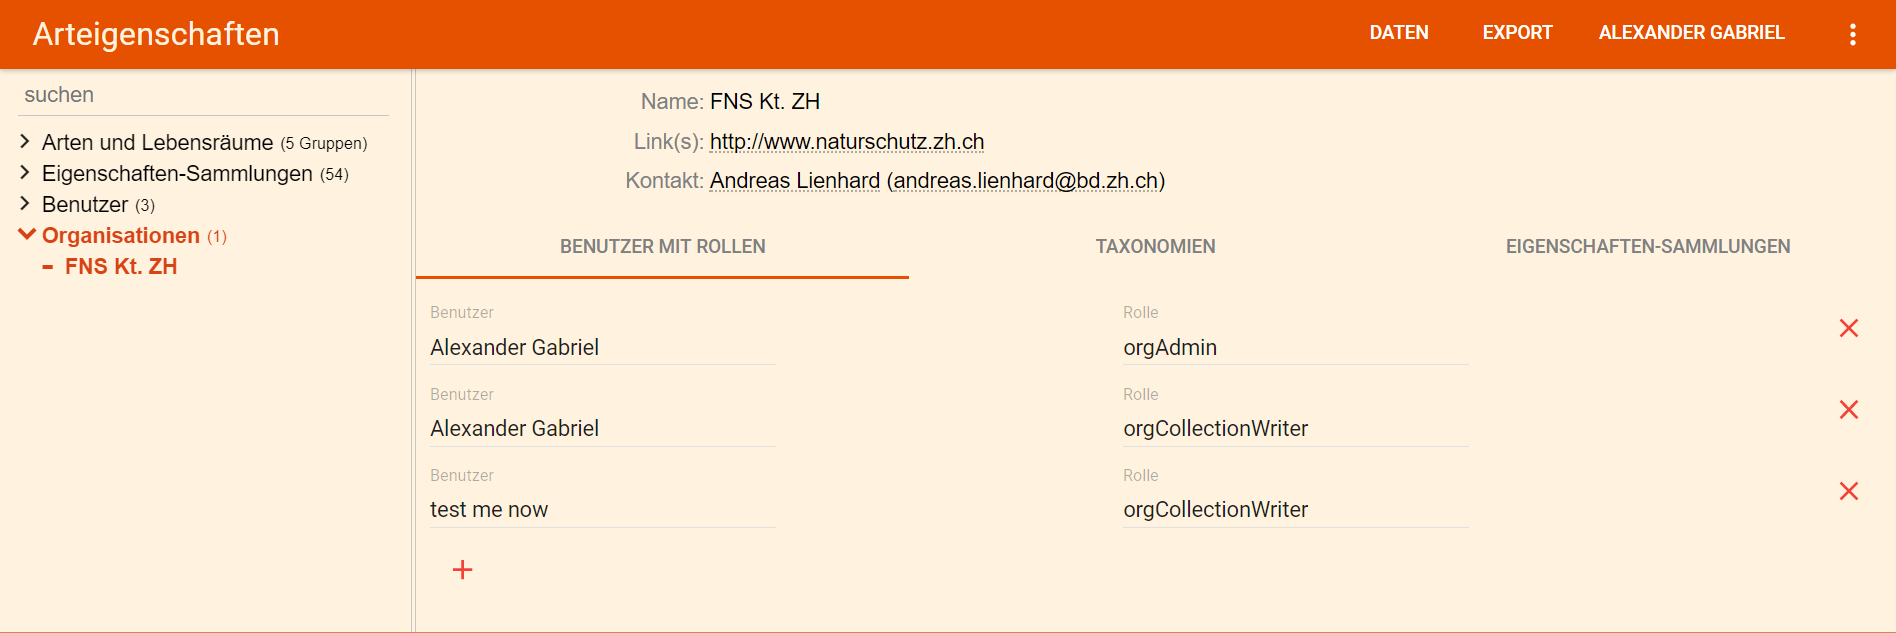 Arteigenschaften
DATEN
EXPORT
ALEXANDER GABRIEL
suchen
Arten und Lebensräume (5 Gruppen)
Eigenschaften-Sammlungen (54)
Benutzer (3)
Organisationen (1)
FNS Kt. ZH
Name: FNS Kt. ZH
Link(s): http://www.naturschutz.zh.ch
Kontakt: Andreas Lienhard (andreas.lienhard@bd.zh.ch)
BENUTZER MIT ROLLEN
TAXONOMIEN
EIGENSCHAFTEN-SAMMLUNGEN
Benutzer
Alexander Gabriel
Rolle
orgAdmin
Benutzer
Alexander Gabriel
Rolle
orgCollectionWriter
Benutzer
test me now
Rolle
orgCollectionWriter